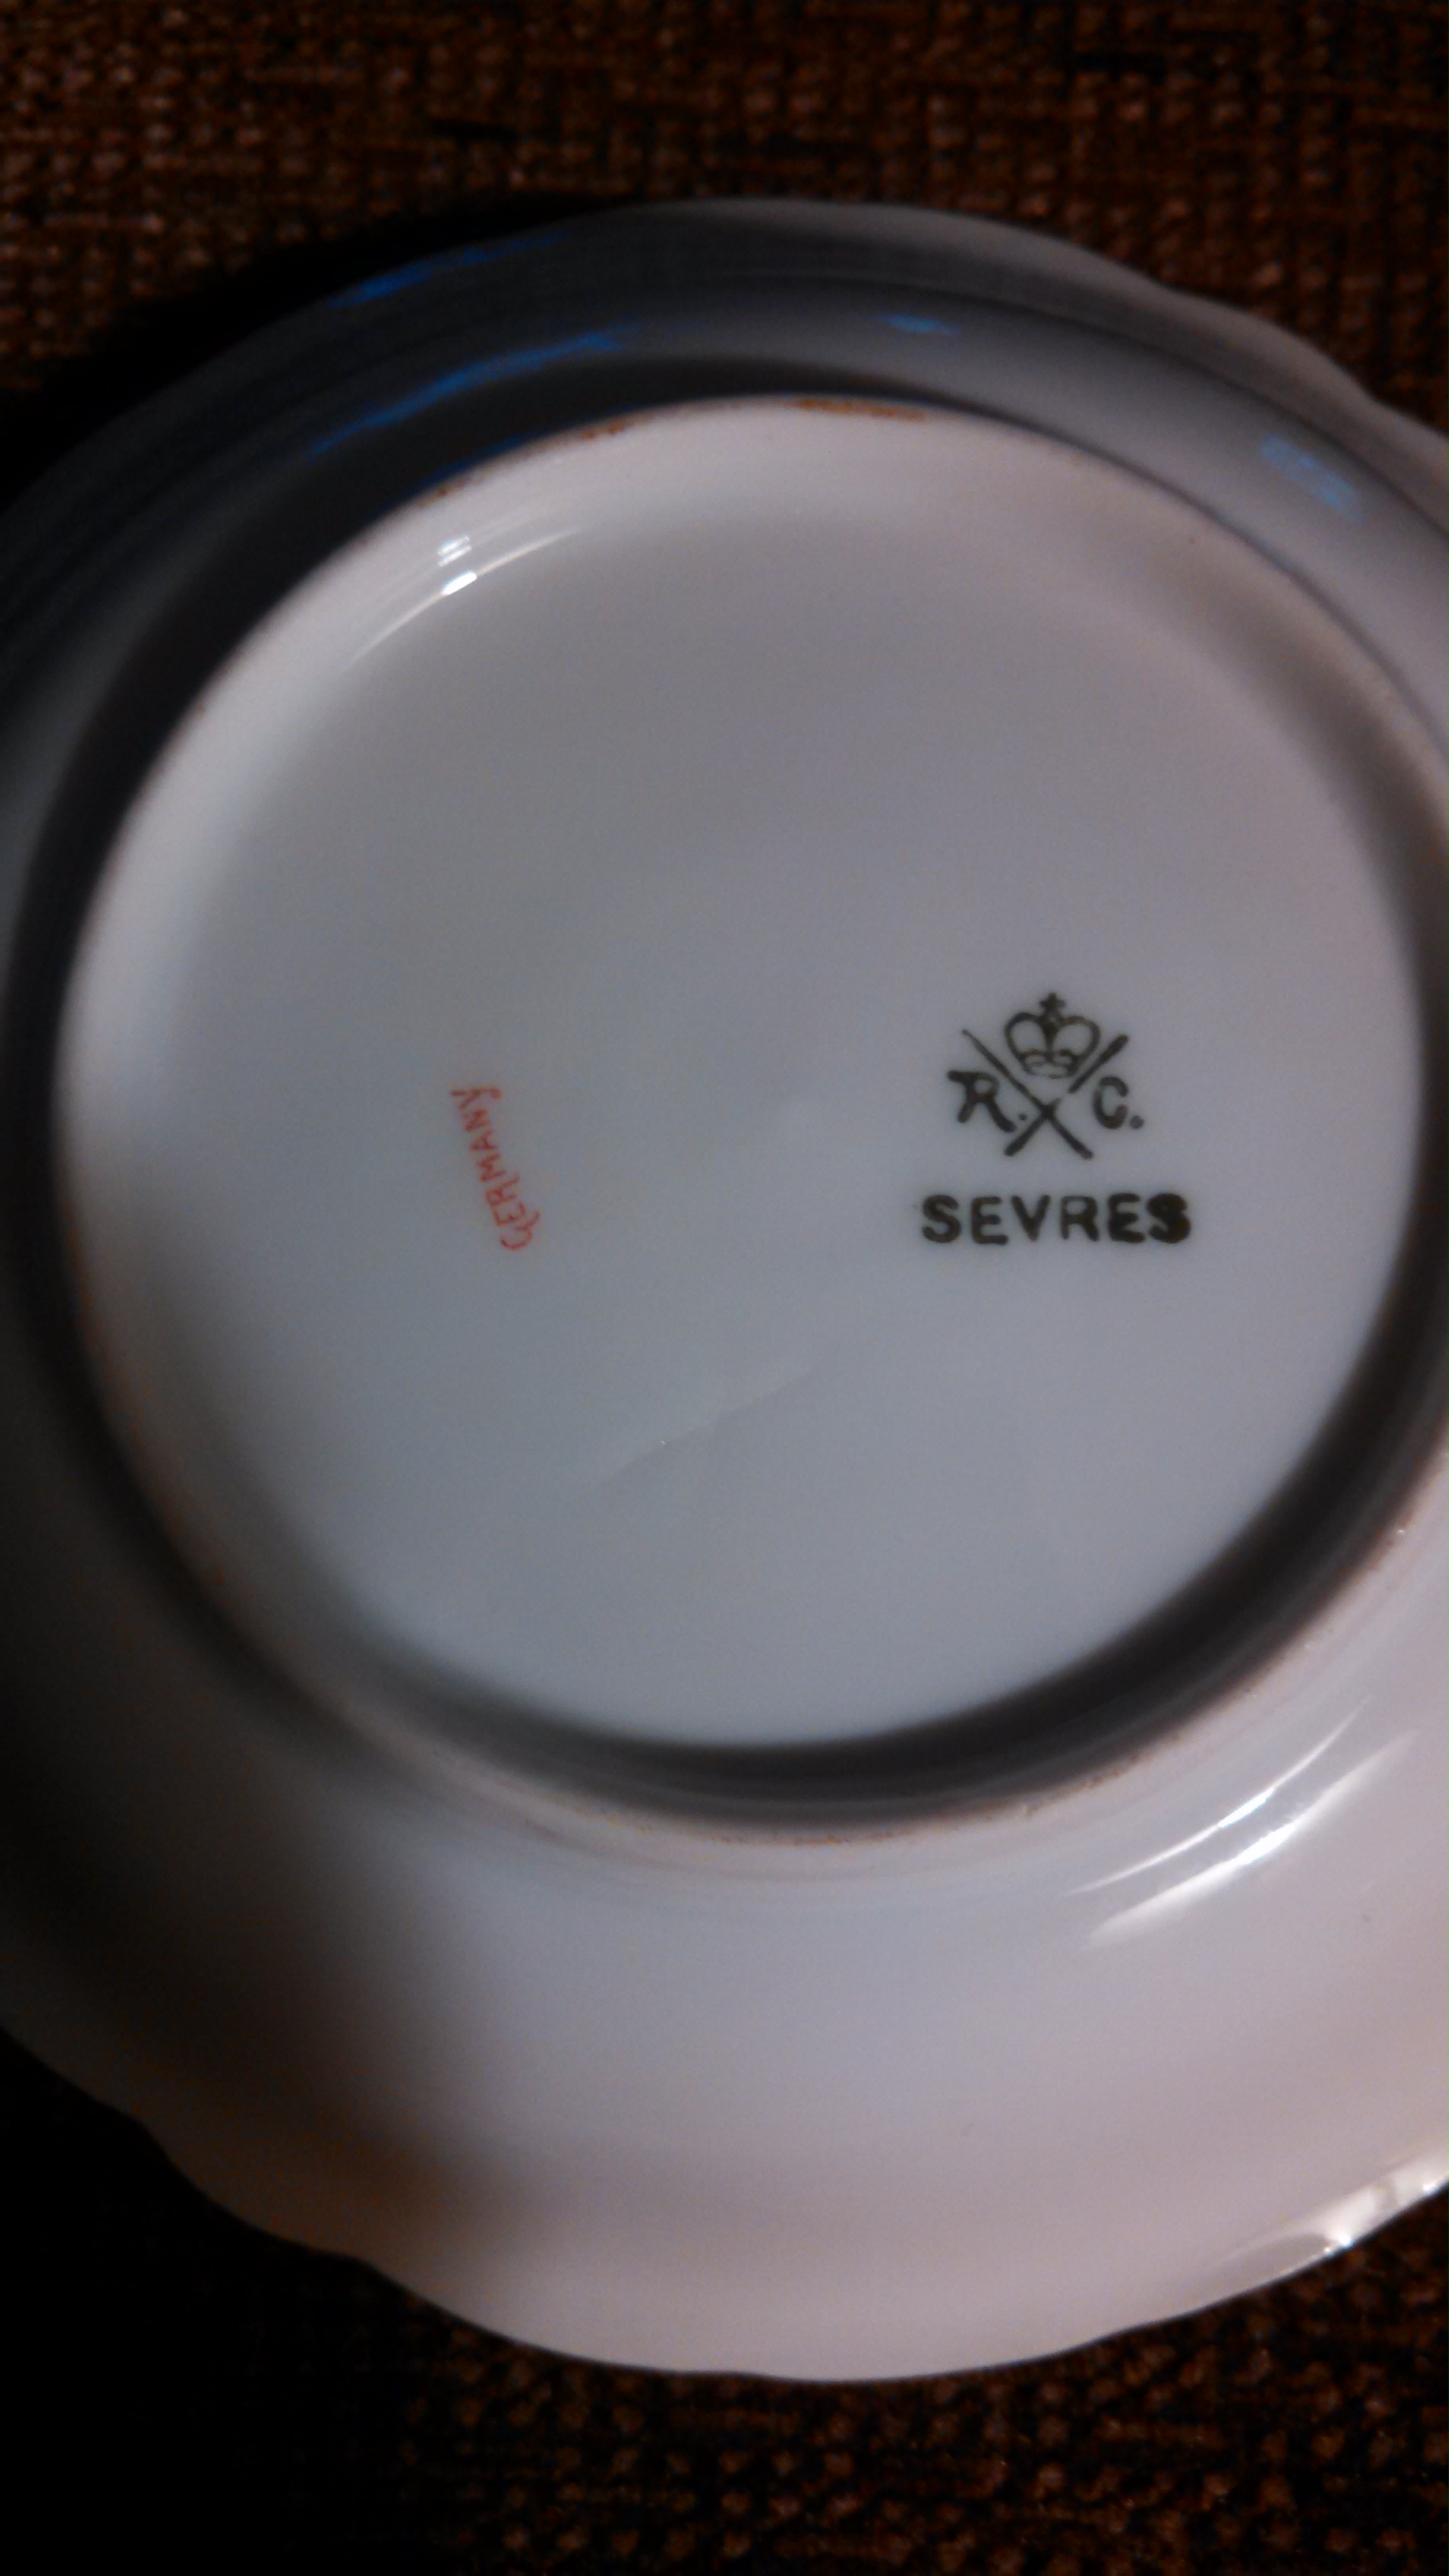 R. C.
SEVRES
GERMANY